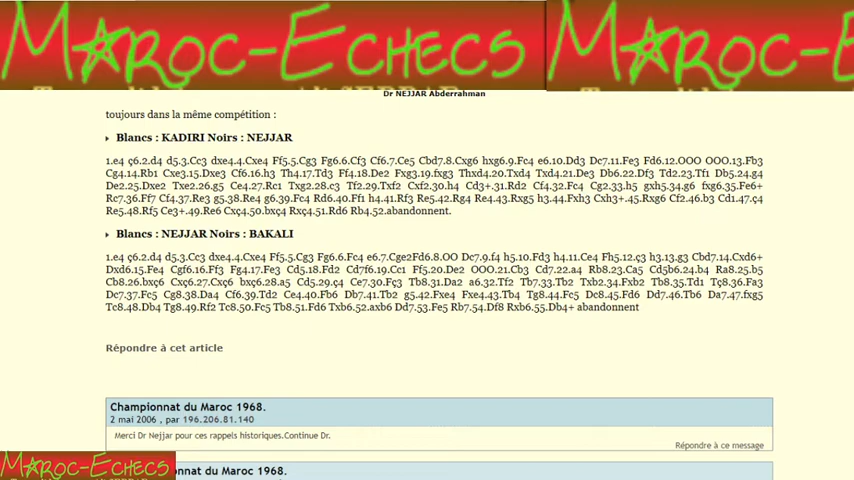 MAROC-ECHECS MAROC-E
Dr NEJJAR Abderrahman
toujours dans la même compétition :
Blancs : KADIRI Noirs : NEJJAR
1.e4 ç6.2.d4 d5.3.Cc3 dxe4.4.Cxe4 Ff5.5.Cg3 Fg6.6.Cf3 Cf6.7.Ce5 Cbd7.8.Cxg6 hxg6.9.Fc4 e6.10.Dd3 Dc7.11.Fe3 Fd6.12.OOO OOO.13.Fb3
Cg4.14.Rb1 Cxe3.15.Dxe3 Cf6.16.h3 Th4.17.Td3 Ff4.18.De2 Fxg3.19.fxg3 Thxd4.20.Txd4 Txd4.21.De3 Db6.22.Df3 Td2.23.Tf1 Db5.24.g4
De2.25.Dxe2 Txe2.26.g5 Ce4.27.Rc1 Txg2.28.c3 Tf2.29.Txf2 Cxf2.30.h4 Cd3+.31.Rd2 Cf4.32.Fc4 Cg2.33.h5 gxh5.34.g6 fxg6.35.Fe6+
Rc7.36.Ff7 Cf4.37.Re3 g5.38.Re4 g6.39.Fc4 Rd6.40.Ff1 h4.41.Rf3 Re5.42.Rg4 Re4.43.Rxg5 h3.44.Fxh3 Cxh3+.45.Rxg6 Cf2.46.b3 Cd1.47.ç4
Re5.48.Rf5 Ce3+.49.Re6 Cxç4.50.bxç4 Rxç4.51.Rd6 Rb4.52.abandonnent.
Blancs : NEJJAR Noirs : BAKALI
1.e4 ç6.2.d4 d5.3.Cc3 dxe4.4.Cxe4 Ff5.5.Cg3 Fg6.6.Fc4 e6.7.Cge2Fd6.8.OO Dc7.9.f4 h5.10.Fd3 h4.11.Ce4 Fh5.12.ç3 h3.13.g3 Cbd7.14.Cxd6+
Dxd6.15.Fe4 Cgf6.16.Ff3 Fg4.17.Fe3 Cd5.18.Fd2 Cd7f6.19.Cc1 Ff5.20.De2 OOO.21.Cb3 Cd7.22.a4 Rb8.23.Ca5 Cd5b6.24.b4 Ra8.25.b5
Cb8.26.bxç6 Cxç6.27.Cxç6 bxç6.28.a5 Cd5.29.ç4 Ce7.30.Fç3 Tb8.31.Da2 a6.32.Tf2 Tb7.33.Tb2 Txb2.34.Fxb2 Tb8.35.Td1 Tç8.36.Fa3
Dc7.37.Fc5 Cg8.38.Da4 Cf6.39.Td2 Ce4.40.Fb6 Db7.41.Tb2 g5.42.Fxe4 Fxe4.43.Tb4 Tg8.44.Fc5 Dc8.45.Fd6 Dd7.46.Tb6 Da7.47.fxg5
Tc8.48.Db4 Tg8.49.Rf2 Tc8.50.Fc5 Tb8.51.Fd6 Txb6.52.axb6 Dd7.53.Fe5 Rb7.54.Df8 Rxb6.55.Db4+ abandonnent
Répondre à cet article
Championnat du Maroc 1968.
2 mai 2006 , par 196.206.81.140
Merci Dr Nejjar pour ces rappels historiques.Continue Dr.
Répondre à ce message
MAROC-ECHECS
nnat du Maroc 1968.